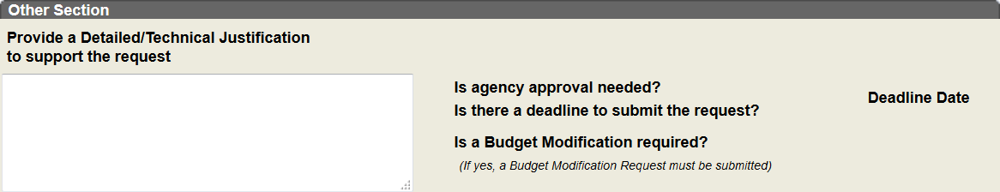 Other Section
Provide a Detailed/Technical Justification
to support the request
Is agency approval needed?
Is there a deadline to submit the request?
Deadline Date
Is a Budget Modification required?
(If yes, a Budget Modification Request must be submitted)